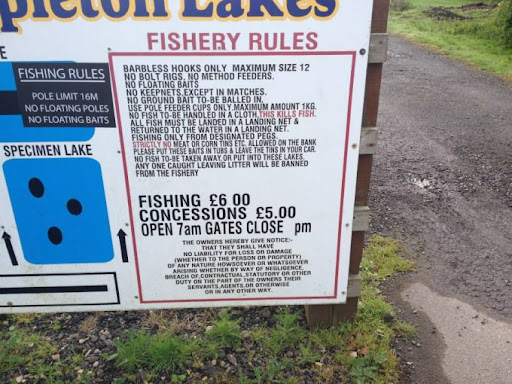 pleton Lakes
FISHERY RULES
E
FISHING RULES
POLE LIMIT 16M
NO FLOATING POLES
NO FLOATING BAITS
SPECIMEN LAKE
BARBLESS HOOKS ONLY MAXIMUM SIZE 12
NO BOLT RIGS, NO METHOD FEEDERS.
NO FLOATING BAITS
NO KEEPNETS,EXCEPT IN MATCHES.
NO GROUND BAIT TO-BE BALLED IN,
USE POLE FEEDER CUPS ONLY,MAXIMUM AMOUNT 1KG.
NO FISH TO-BE HANDLED IN A CLOTH,THIS KILLS FISH.
ALL FISH MUST BE LANDED IN A LANDING NET &
RETURNED TO THE WATER IN A LANDING NET.
FISHING ONLY FROM DESIGNATED PEGS.
STRICTLY NO MEAT OR CORN TINS ETC. ALLOWED ON THE BANK
PLEASE PUT THESE BAITS IN TUBS & LEAVE THE TINS IN YOUR CAR.
NO FISH TO-BE TAKEN AWAY,OR PUT INTO THESE LAKES.
ANY ONE CAUGHT LEAVING LITTER WILL BE BANNED
FROM THE FISHERY
FISHING £6 00
CONCESSIONS £5.00
OPEN 7am GATES CLOSE pm
THE OWNERS HEREBY GIVE NOTICE:-
THAT THEY SHALL HAVE
NO LIABILITY FOR LOSS OR DAMAGE
(WHETHER TO THE PERSON OR PROPERTY)
OF ANY NATURE HOWSOEVER OR WHATSOEVER
ARISING WHETHER BY WAY OF NEGLIGENCE,
BREACH OF,CONTRACTUAL,STATUTORY OR OTHER
DUTY ON THE PART OF THE OWNERS THEIR
SERVANTS,AGENTS,OR OTHERWISE
OR IN ANY OTHER WAY.